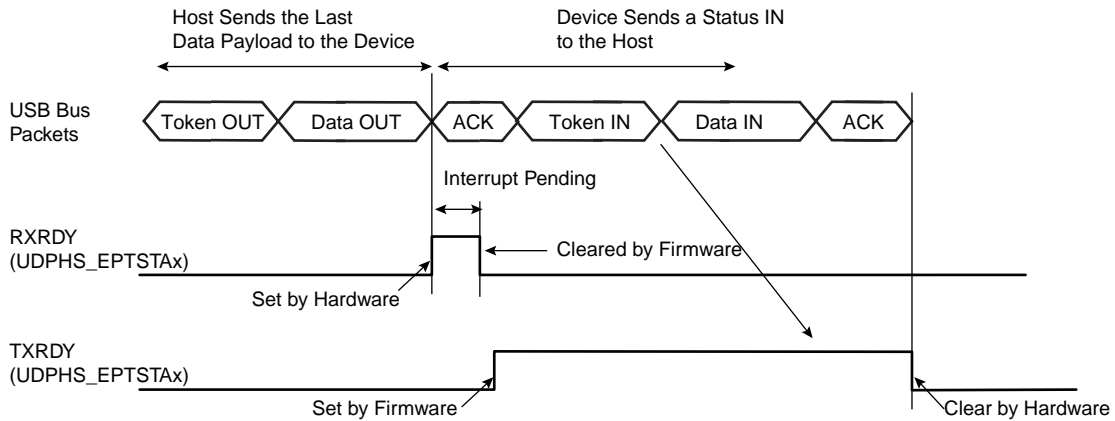 Host Sends the Last
Data Payload to the Device
Device Sends a Status IN
to the Host
USB Bus
Packets
Token OUT
Data OUT
ACK
Token IN
Data IN
ACK
Interrupt Pending
RXRDY
(UDPHS_EPTSTAx)
Cleared by Firmware
Set by Hardware
TXRDY
(UDPHS_EPTSTAx)
Set by Firmware
Clear by Hardware